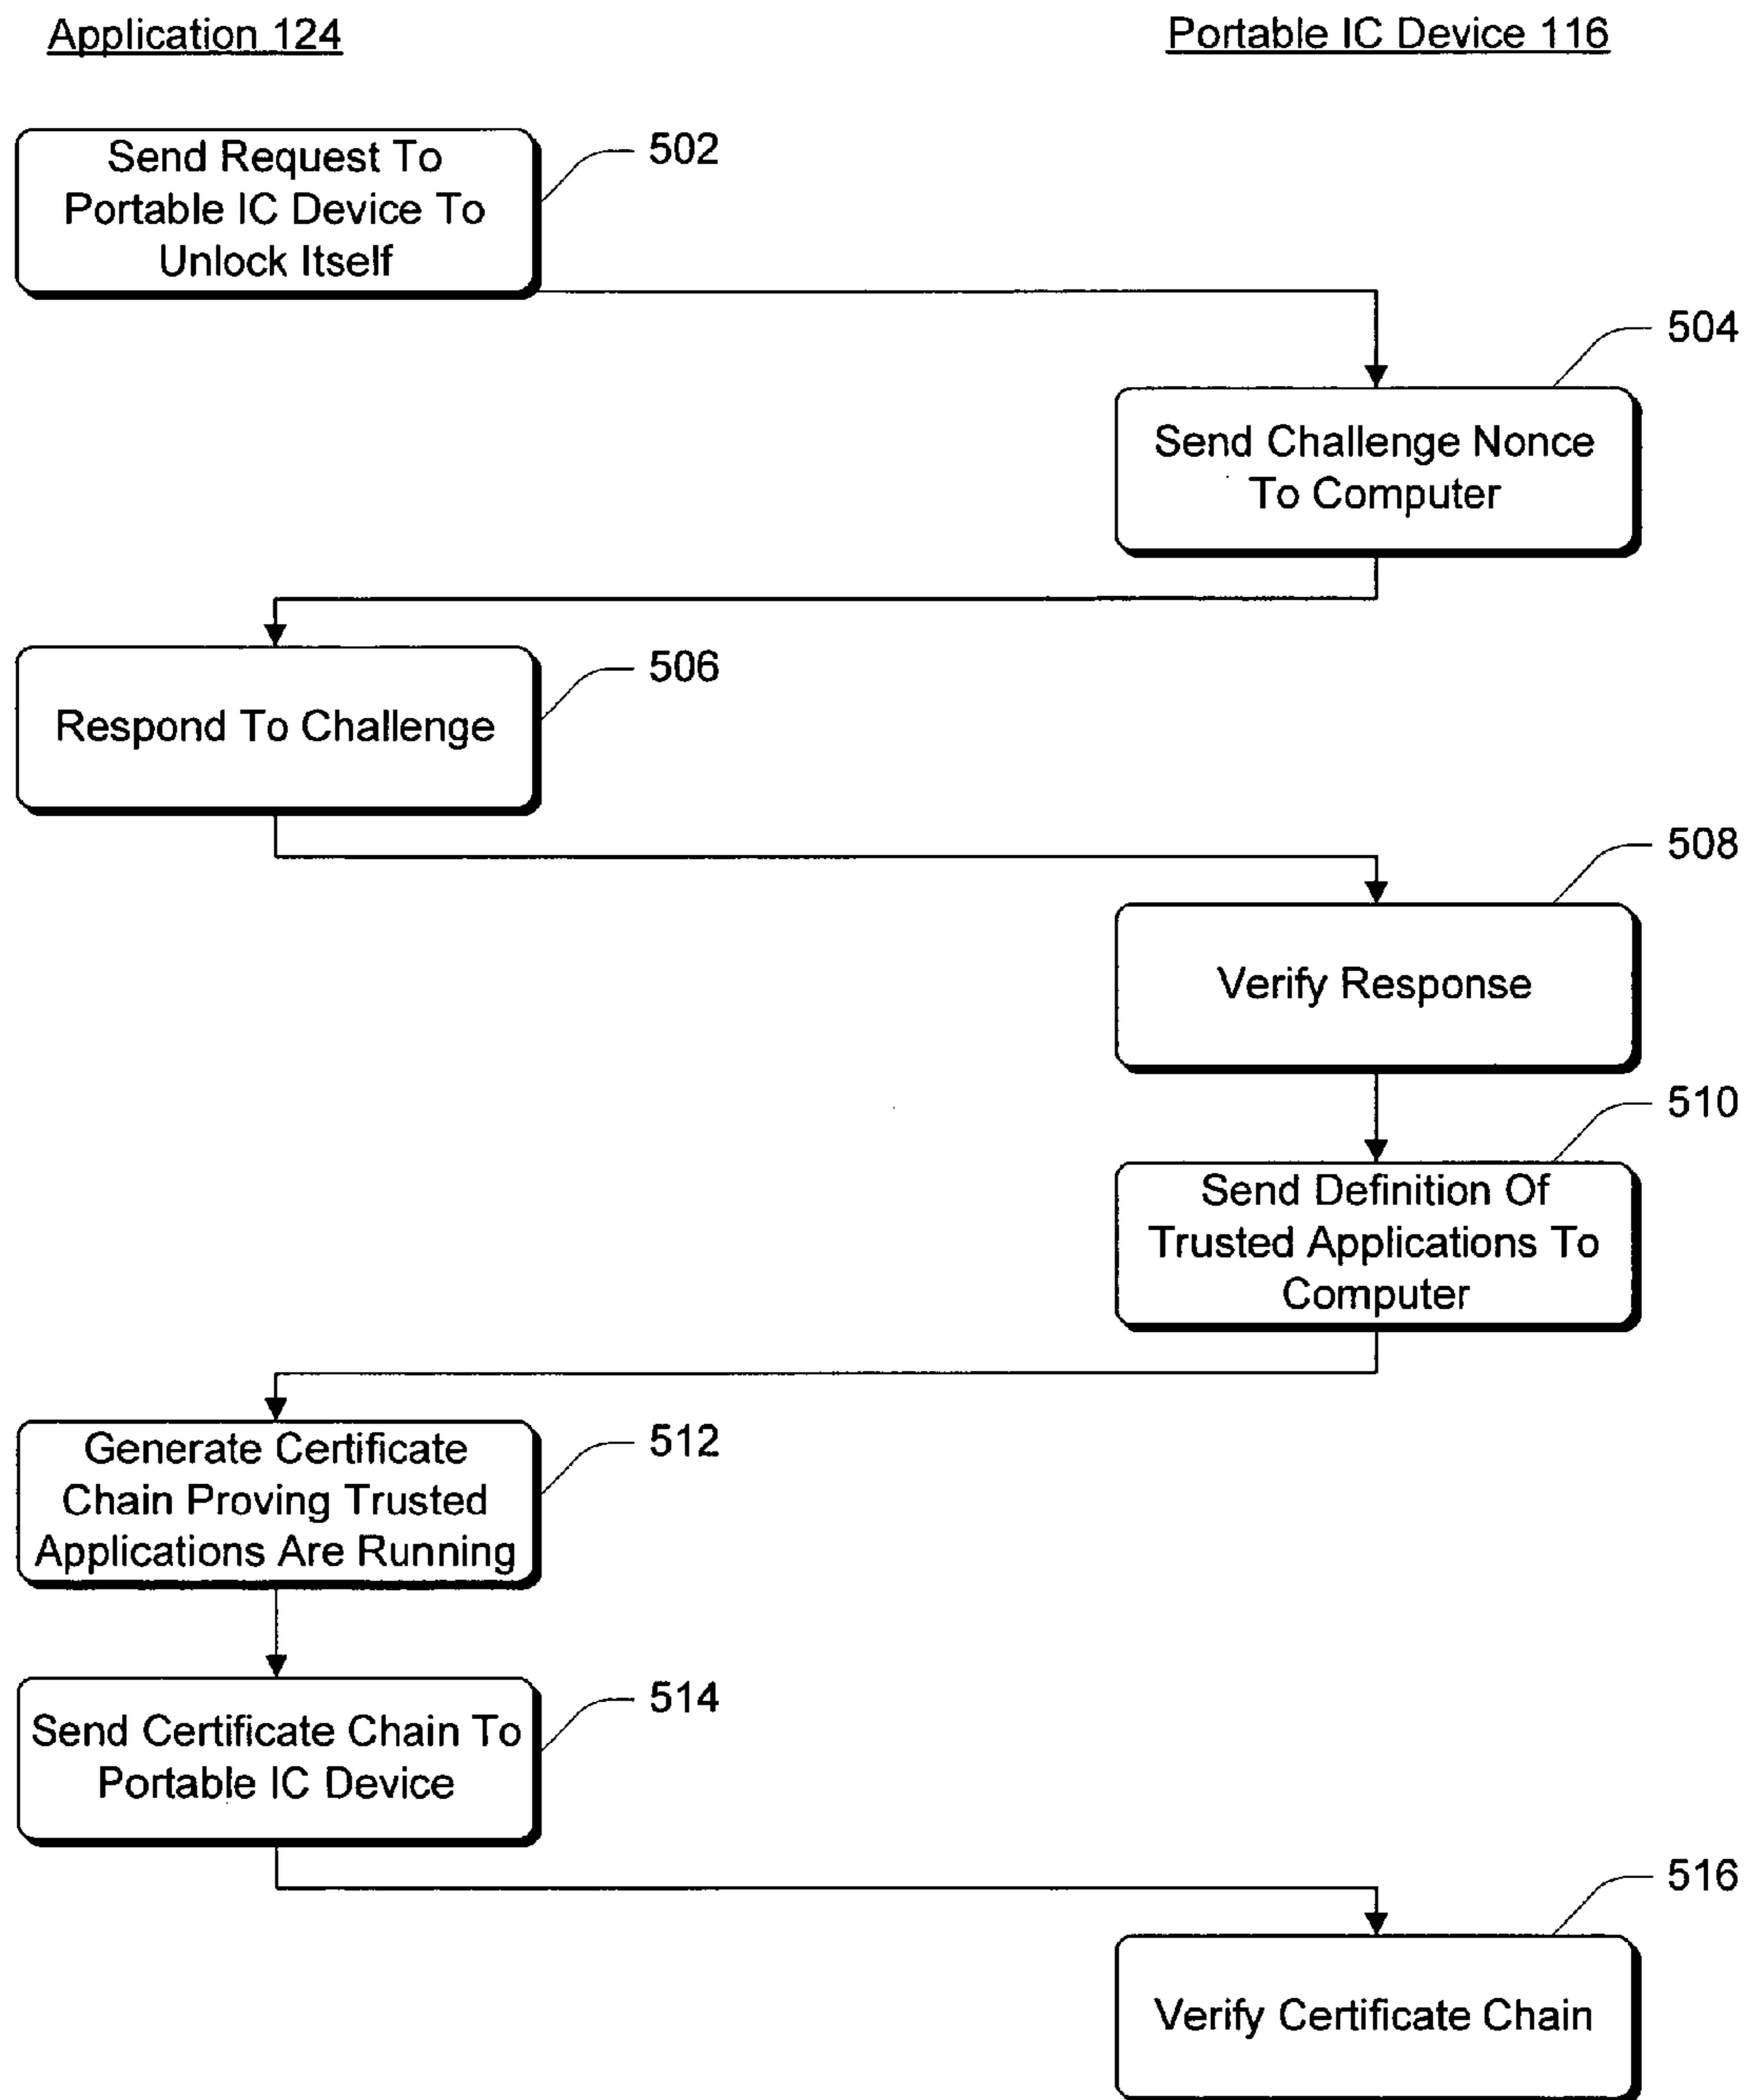 Application 124
Portable IC Device 116
Send Request To
Portable IC Device To
Unlock Itself
502
504
Send Challenge Nonce
To Computer
506
Respond To Challenge
508
Verify Response
510
Send Definition Of
Trusted Applications To
Computer
Generate Certificate
Chain Proving Trusted
Applications Are Running
512
Send Certificate Chain To
Portable IC Device
514
516
Verify Certificate Chain